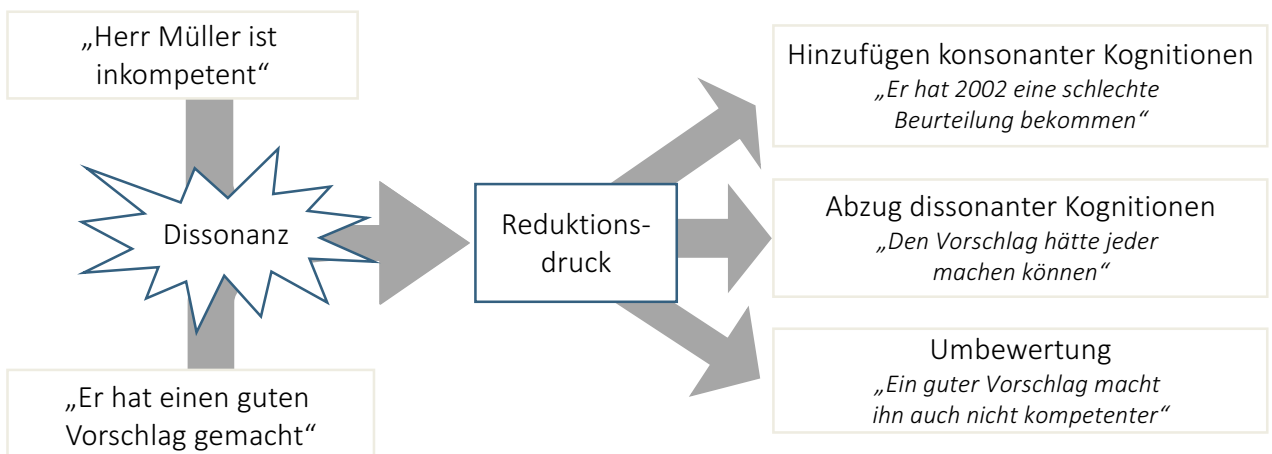 „Herr Müller ist
inkompetent“
Dissonanz
„Er hat einen guten
Vorschlag gemacht“
Reduktions-
druck
Hinzufügen konsonanter Kognitionen
„Er hat 2002 eine schlechte
Beurteilung bekommen“
Abzug dissonanter Kognitionen
„Den Vorschlag hätte jeder
machen können“
Umbewertung
„Ein guter Vorschlag macht
ihn auch nicht kompetenter“